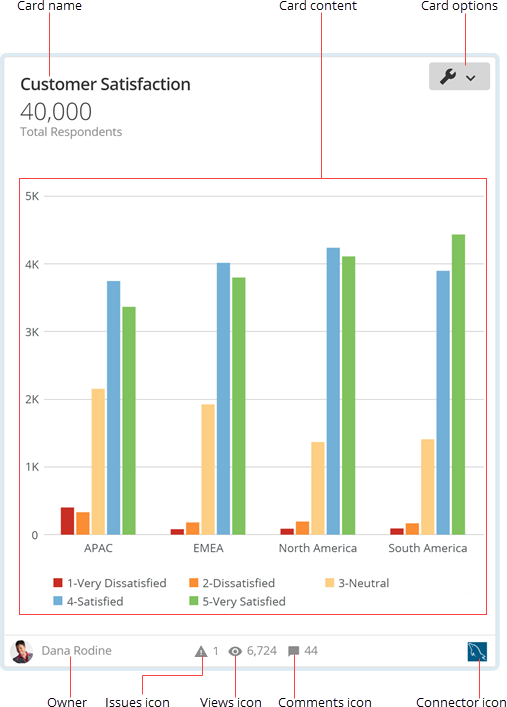 Card name Card content Card options
Customer Satisfaction
40,000
Total Respondents
5K
4K
3K
2K
1K
0
APAC EMEA North America South America
1-Very Dissatisfied 2-Dissatisfied 3-Neutral
4-Satisfied 5-Very Satisfied
Dana Rodine 1 6,724 44
Owner Issues icon Views icon Comments icon Connector icon